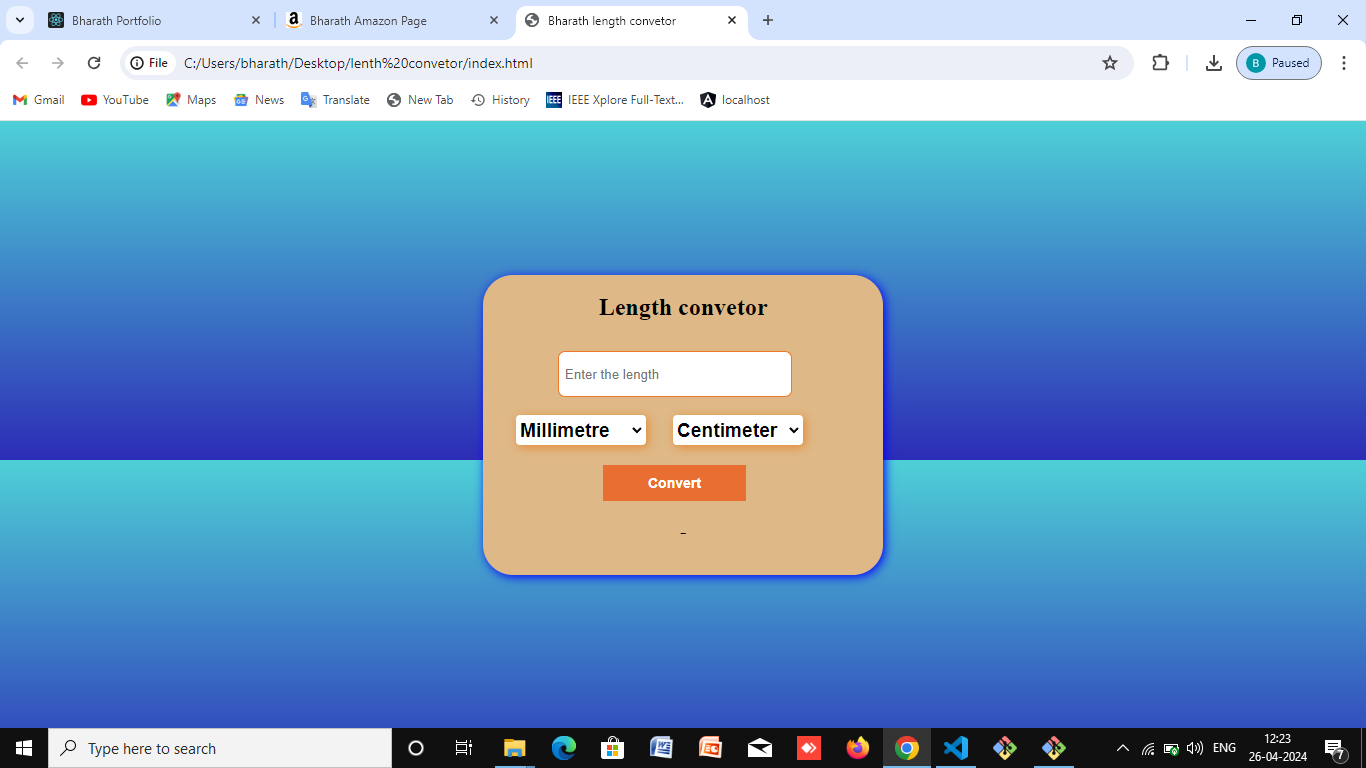 Bharath Portfolio
Bharath Amazon Page
Bharath length convetor
File
C:/Users/bharath/Desktop/lenth%20convetor/index.html
B
Paused
Gmail
YouTube
Maps
News
Translate
New Tab
History
IEEE
IEEE Xplore Full-Text...
localhost
Length convetor
Enter the length
Millimetre
Centimeter
Convert
-
Type here to search
ENG
12:23
26-04-2024
7